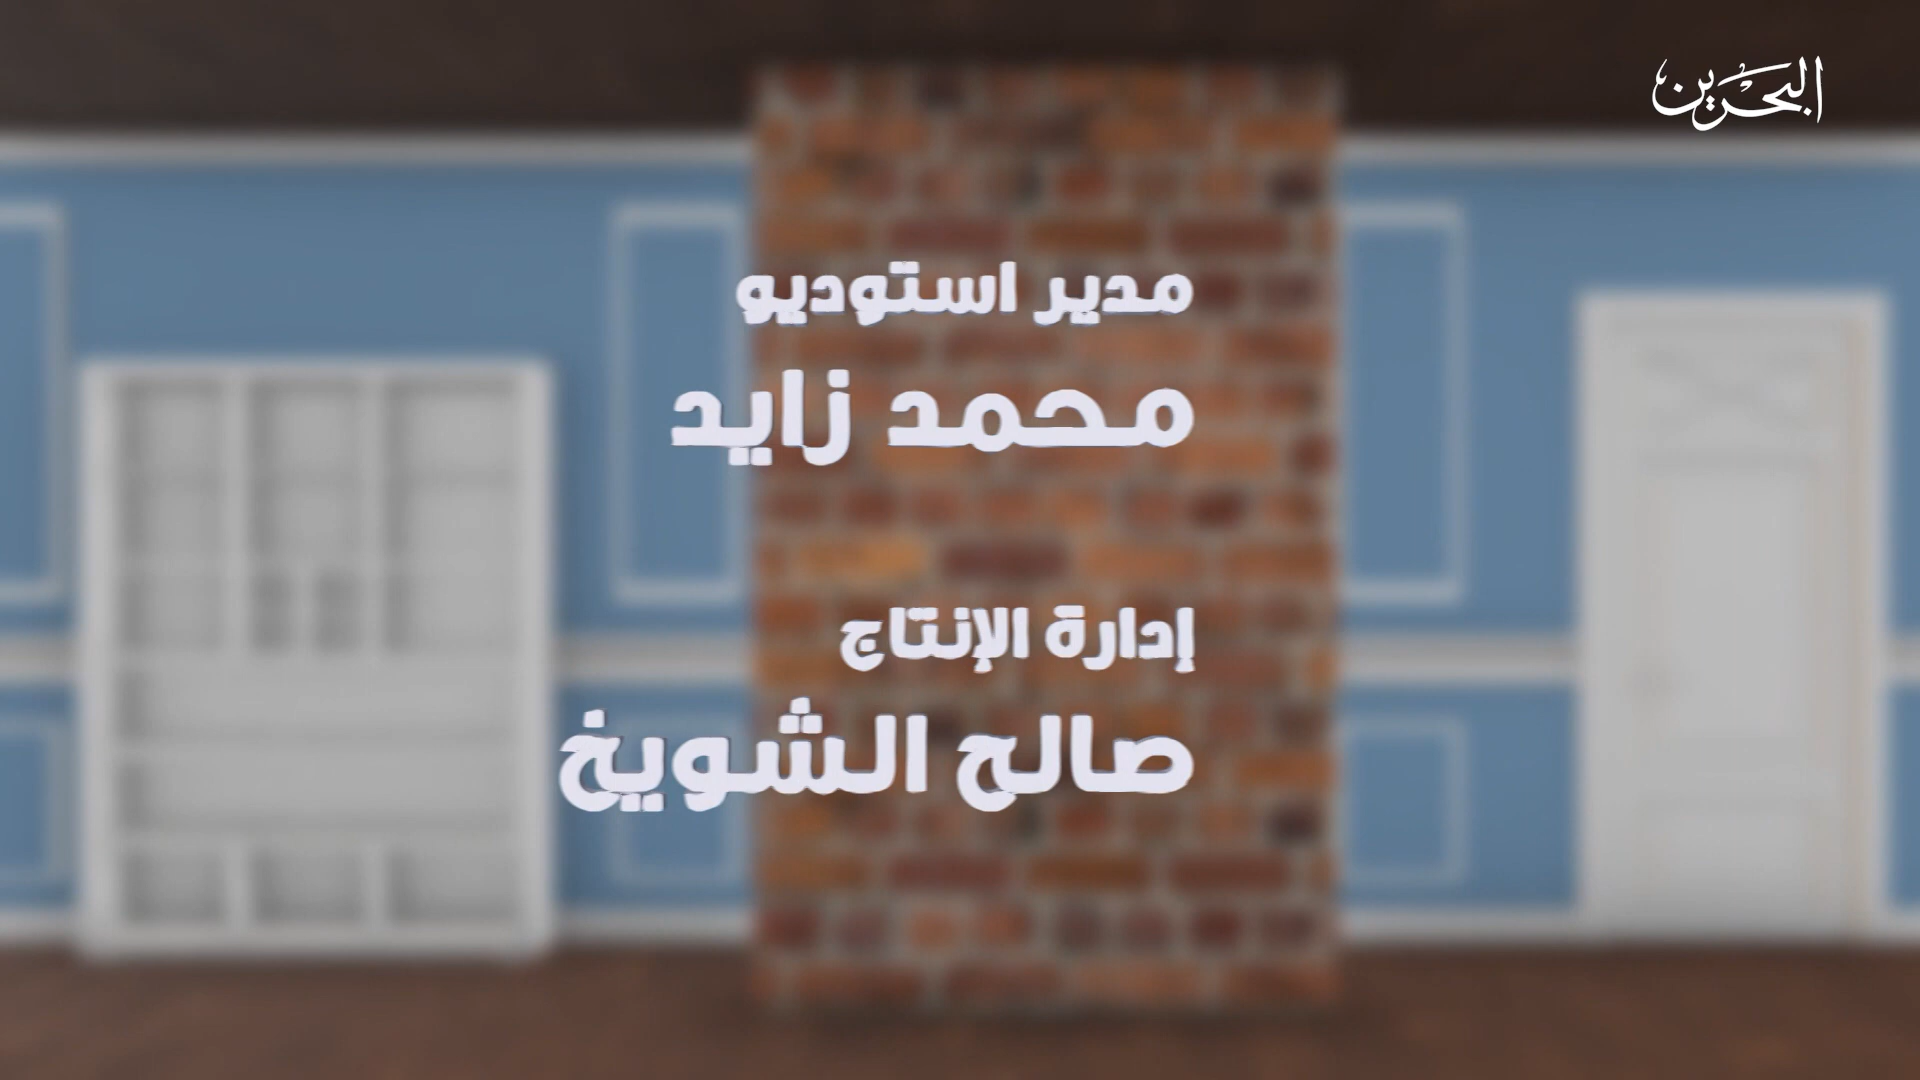 البحرين
مدير استوديو
محمد زايد
إدارة الإنتاج
صالح الشويخ